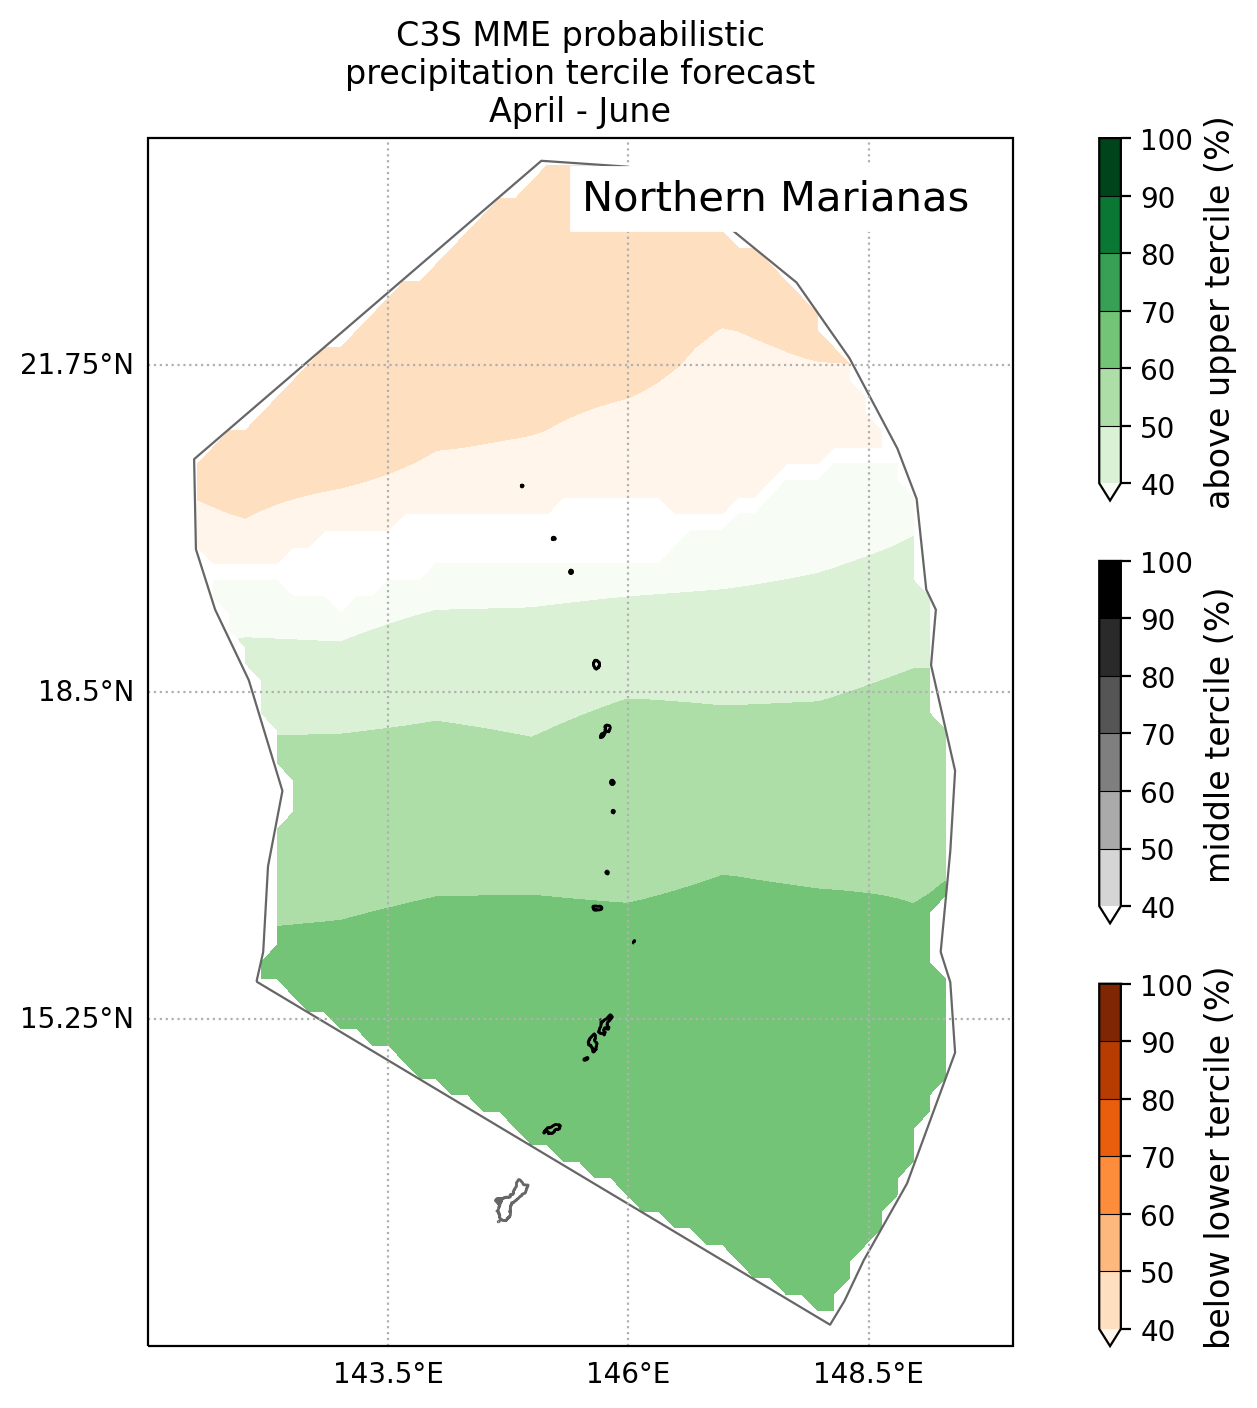 C3S MME probabilistic
precipitation tercile forecast
April - June
Northern Marianas
21.75°N
18.5°N
15.25°N
143.5°E
146°E
148.5°E
100
90
80
70
60
50
40
above upper tercile (%)
100
90
80
70
60
50
40
middle tercile (%)
100
90
80
70
60
50
40
below lower tercile (%)